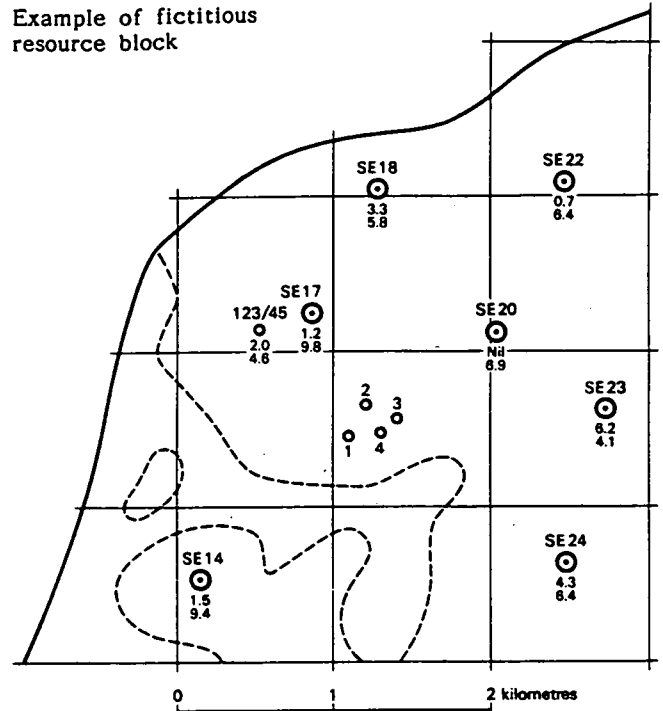 Example of fictitious
resource block
SE18
3.3
5.8
SE22
0.7
6.4
123/45
2.0
4.6
SE17
1.2
9.8
SE20
Nil
6.9
2
3
1
4
SE23
6.2
4.1
SE14
1.5
9.4
SE24
4.3
6.4
0
1
2 kilometres